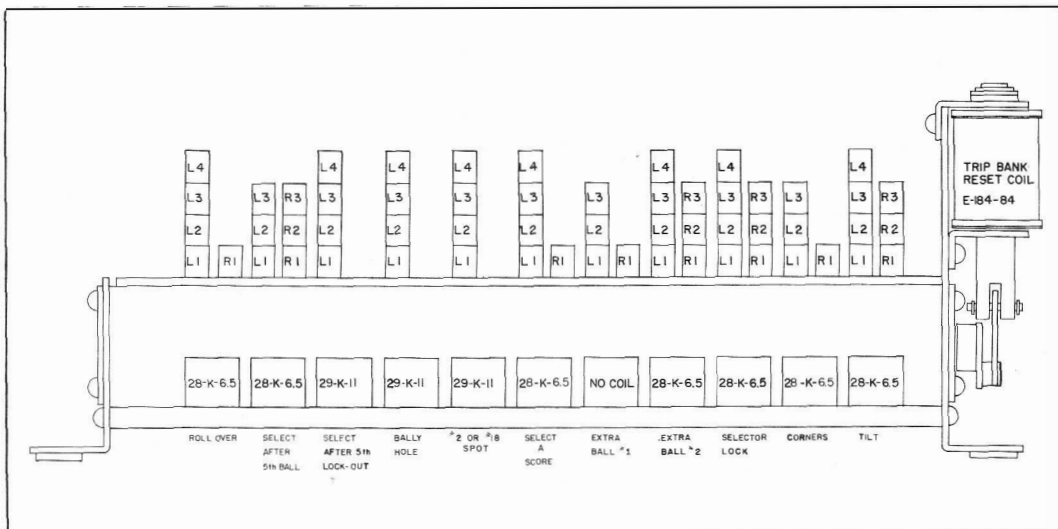 L4 L4 L4 L4 L4 L4 L4 L4
L3 L3 R3 L3 L3 L3 L3 L3 L3 R3 L3 R3 L3 L3 R3
L2 L2 R2 L2 L2 L2 L2 L2 L2 R2 L2 R2 L2 L2 R2
L1 R1 L1 R1 L1 L1 L1 L1 R1 L1 R1 L1 R1 L1 R1 L1 R1 L1 R1
TRIP BANK
RESET COIL
E-184-84
28-K-6.5 28-K-6.5 29-K-11 29-K-11 29-K-11 28-K-6.5 NO COIL 28-K-6.5 28-K-6.5 28-K-6.5 28-K-6.5
ROLL OVER
SELECT
AFTER
5th BALL
SELECT
AFTER 5th
LOCK-OUT
BALLY
HOLE
#2 OR #18
SPOT
SELECT
A
SCORE
EXTRA
BALL #1
EXTRA
BALL #2
SELECTOR
LOCK
CORNERS
TILT